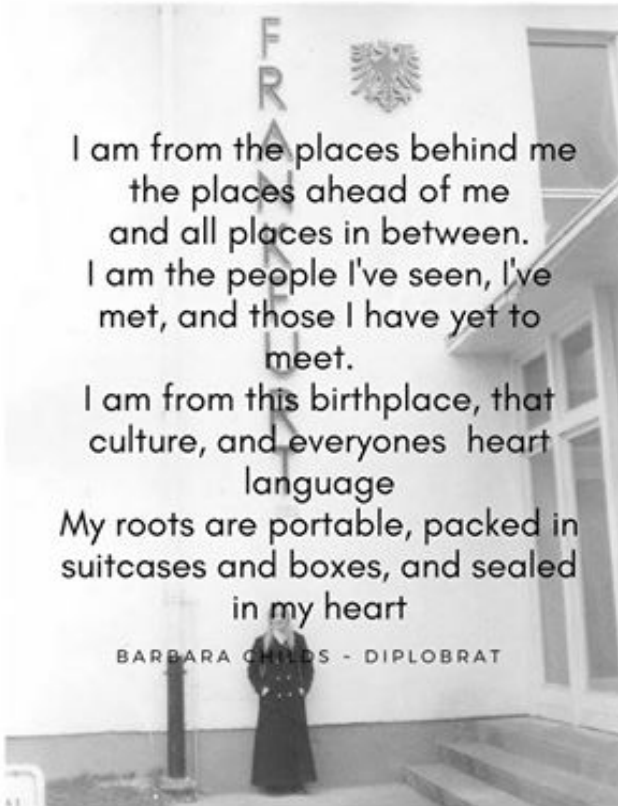 FRANKFURT
I am from the places behind me
the places ahead of me
and all places in between.
I am the people I've seen, I've
met, and those I have yet to
meet.
I am from this birthplace, that
culture, and everyones heart
language
My roots are portable, packed in
suitcases and boxes, and sealed
in my heart
BARBARA CHILDS - DIPLOBRAT